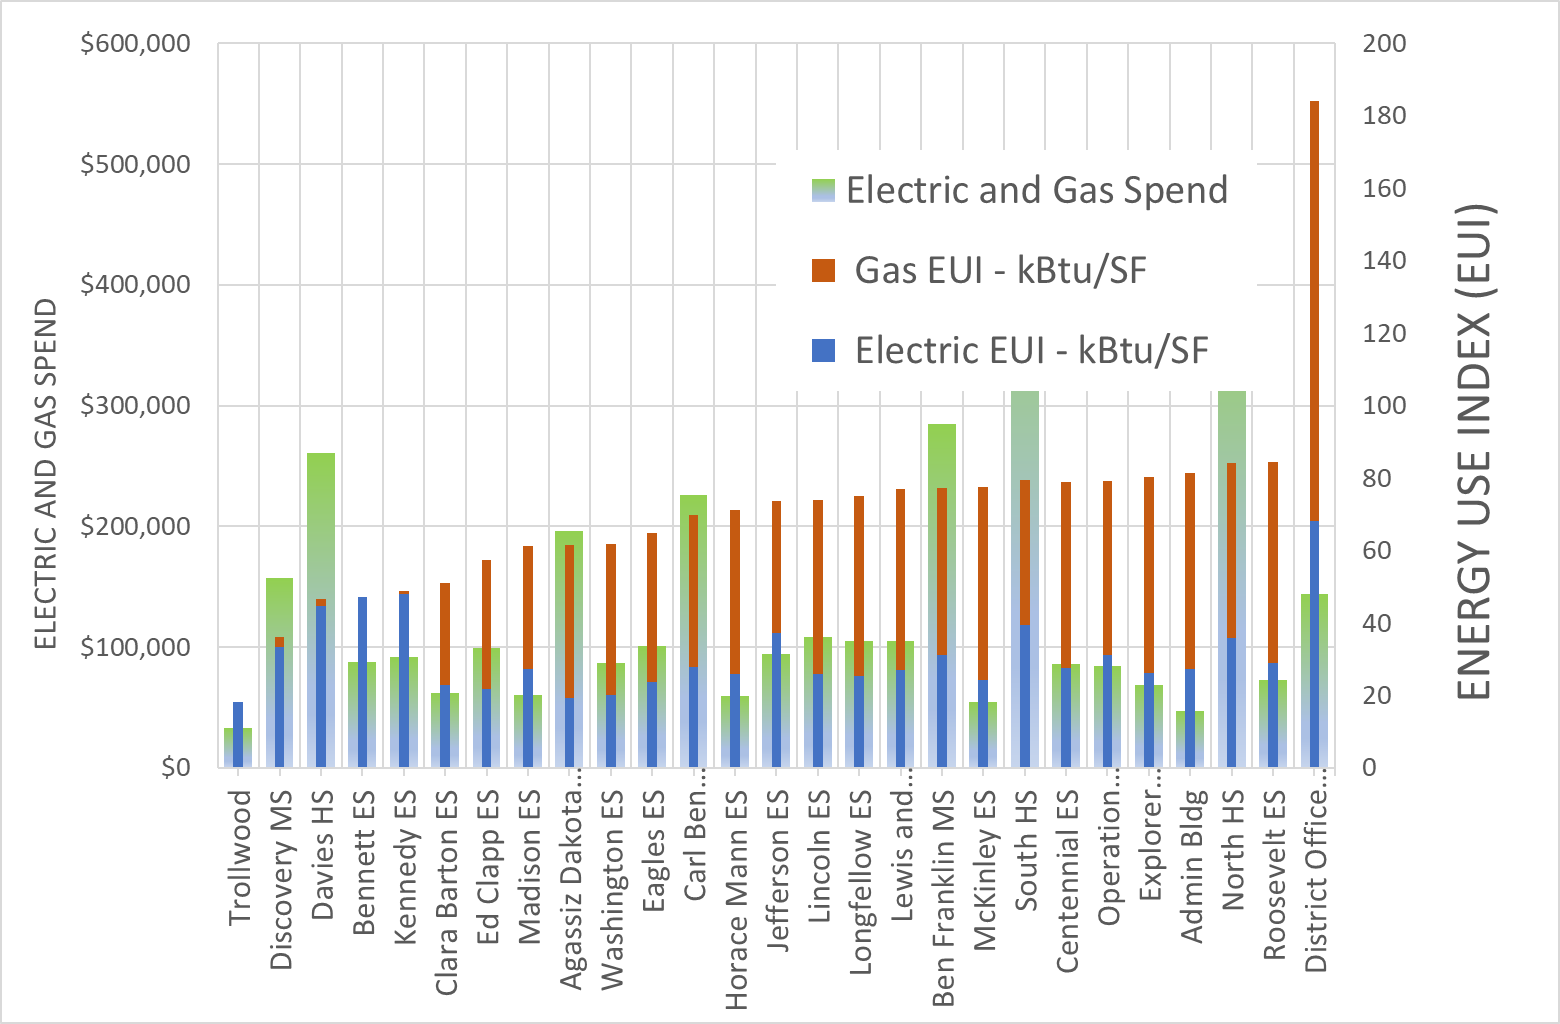 $600,000
$500,000
$400,000
$300,000
$200,000
$100,000
$0
ELECTRIC AND GAS SPEND
200
180
160
140
120
100
80
60
40
20
0
ENERGY USE INDEX (EUI)
Electric and Gas Spend
Gas EUI - kBtu/SF
Electric EUI - kBtu/SF
Trollwood
Discovery MS
Davies HS
Bennett ES
Kennedy ES
Clara Barton ES
Ed Clapp ES
Madison ES
Agassiz Dakota...
Washington ES
Eagles ES
Carl Ben...
Horace Mann ES
Jefferson ES
Lincoln ES
Longfellow ES
Lewis and...
Ben Franklin MS
McKinley ES
South HS
Centennial ES
Operation...
Explorer...
Admin Bldg
North HS
Roosevelt ES
District Office...